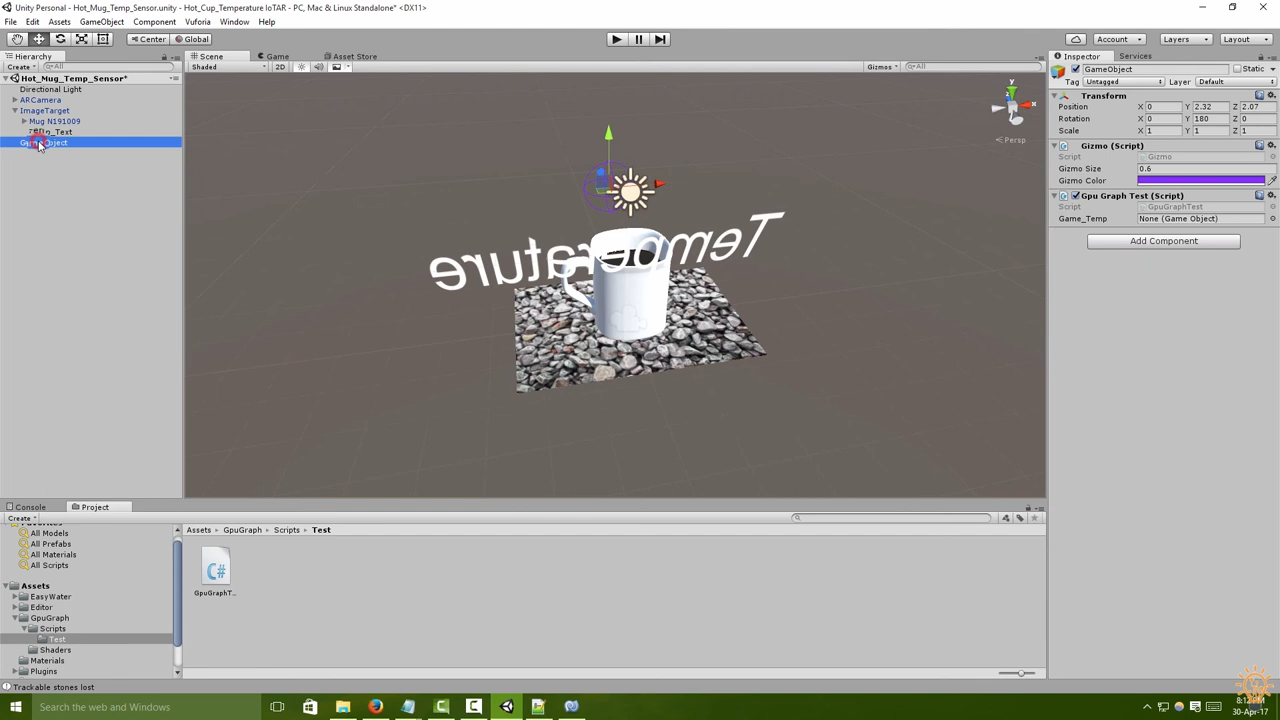 Unity Personal - Hot_Mug_Temp_Sensor.unity - Hot_Cup_Temperature IoTAR - PC, Mac & Linux Standalone* <DX11>
File Edit Assets GameObject Component Vuforia Window Help
Center Global Account Layers Layout
Hierarchy Scene Game Asset Store Inspector Services
Create All Shaded 2D Gizmos All GameObject Static
Tag Untagged Layer Default
Hot_Mug_Temp_Sensor*
Directional Light
ARCamera
ImageTarget
Mug N191009
_Text
Transform
Position X 0 Y 2.32 Z 2.07
Rotation X 0 Y 180 Z 0
Scale X 1 Y 1 Z 1
Gizmo (Script)
Script Gizmo
Gizmo Size 0.6
Gizmo Color
Gpu Graph Test (Script)
Script GpuGraphTest
Game_Temp None (Game Object)
Add Component
y
x
Persp
Temperature
Console Project
Create
All Models
All Prefabs
All Materials
All Scripts
Assets
EasyWater
Editor
GpuGraph
Scripts
Test
Shaders
Materials
Plugins
Assets GpuGraph Scripts Test
C#
GpuGraphT...
Trackable stones lost
Search the web and Windows
30-Apr-17